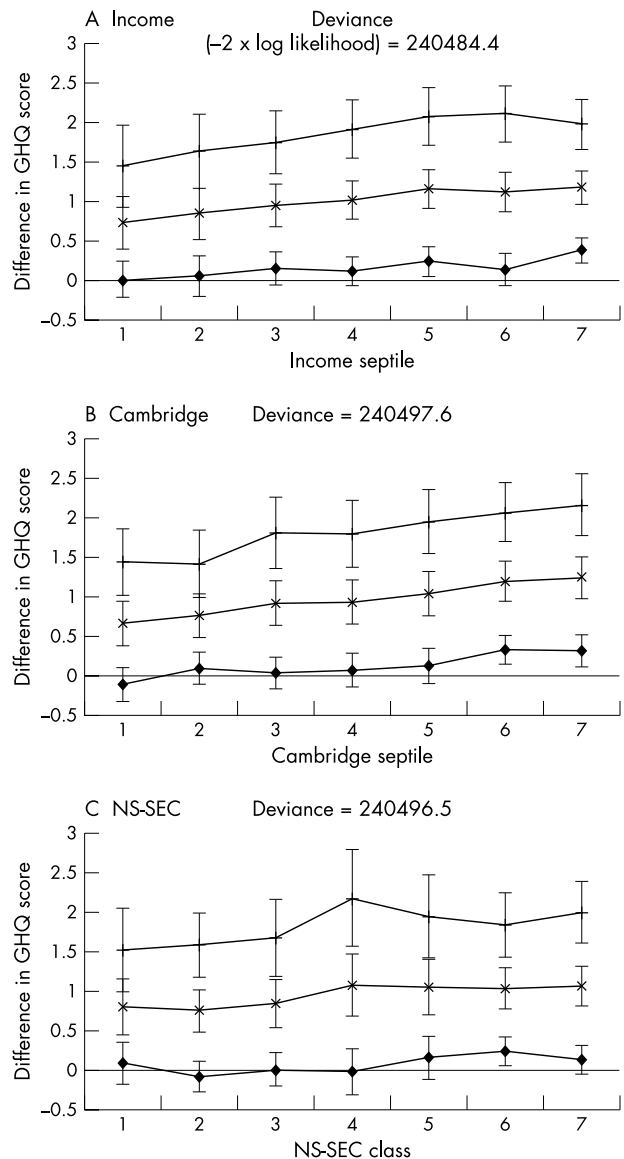 A Income Deviance
(–2 x log likelihood) = 240484.4
3
2.5
2
1.5
1
0.5
0
–0.5
Difference in GHQ score
1 2 3 4 5 6 7
Income septile
B Cambridge Deviance = 240497.6
3
2.5
2
1.5
1
0.5
0
–0.5
Difference in GHQ score
1 2 3 4 5 6 7
Cambridge septile
C NS-SEC Deviance = 240496.5
3
2.5
2
1.5
1
0.5
0
–0.5
Difference in GHQ score
1 2 3 4 5 6 7
NS-SEC class